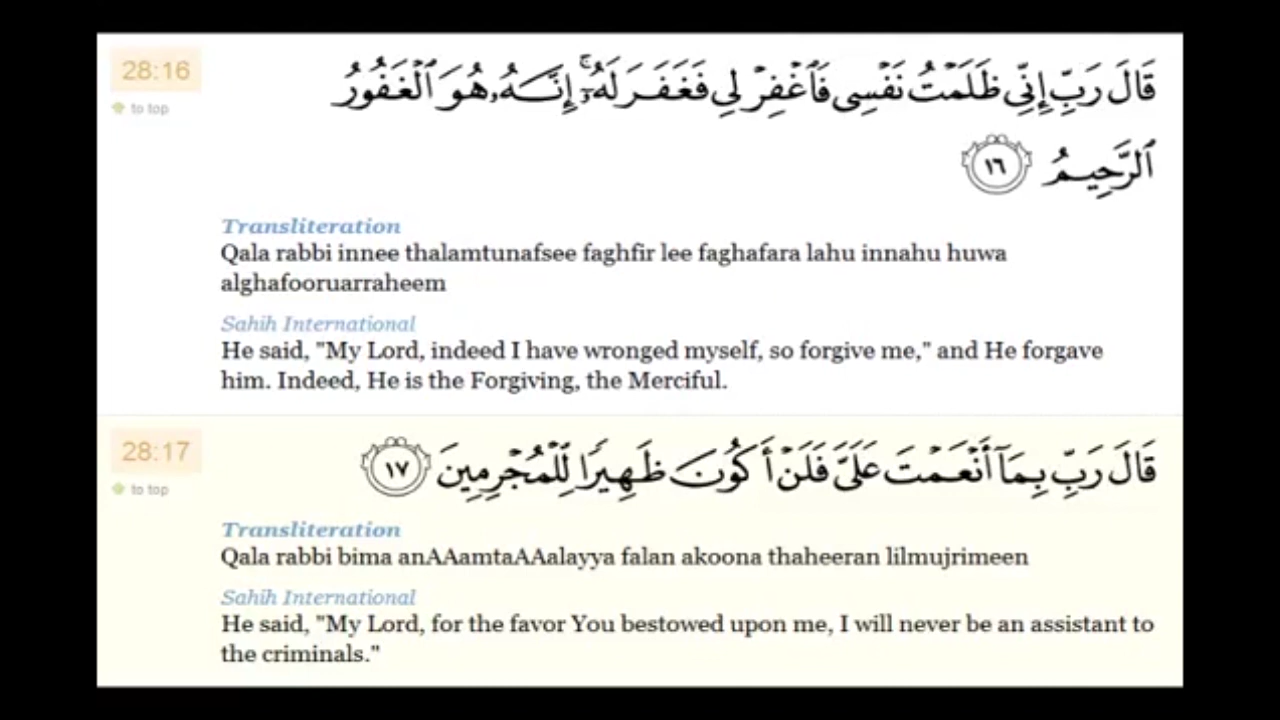 28:16
to top
قَالَ رَبِّ إِنِّي ظَلَمْتُ نَفْسِي فَٱغْفِرْ لِي فَغَفَرَ لَهُۥٓ ۚ إِنَّهُۥ هُوَ ٱلْغَفُورُ
ٱلرَّحِيمُ ١٦
Transliteration
Qala rabbi innee thalamtunafsee faghfir lee faghafara lahu innahu huwa
alghafooruarraheem
Sahih International
He said, "My Lord, indeed I have wronged myself, so forgive me," and He forgave
him. Indeed, He is the Forgiving, the Merciful.
28:17
to top
قَالَ رَبِّ بِمَآ أَنْعَمْتَ عَلَىَّ فَلَنْ أَكُونَ ظَهِيرًا لِّلْمُجْرِمِينَ ١٧
Transliteration
Qala rabbi bima anAAamtaAAalayya falan akoona thaheeran lilmujrimeen
Sahih International
He said, "My Lord, for the favor You bestowed upon me, I will never be an assistant to
the criminals."